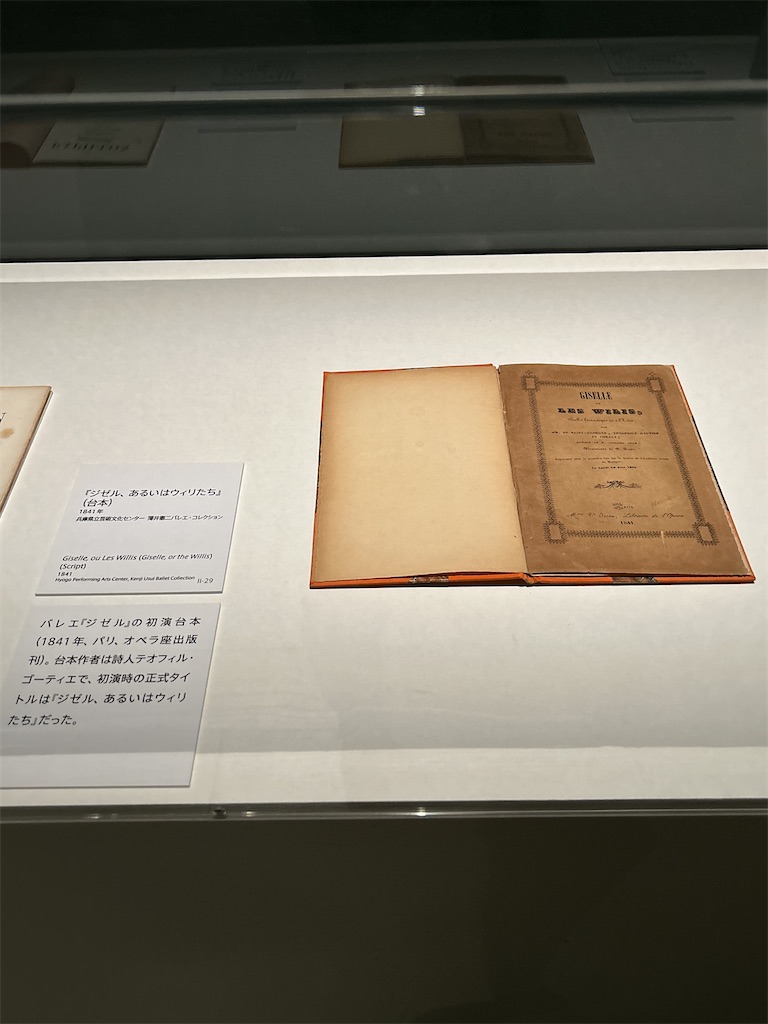 『ジゼル、あるいはウィリたち』
(台本)
1841年
兵庫県立芸術文化センター 薄井憲二バレエ・コレクション
Giselle, ou Les Willis (Giselle, or the Willis)
(Script)
1841
Hyogo Performing Arts Center, Kenji Usui Ballet Collection
II-29
バレエ『ジゼル』の初演台本
(1841年、パリ、オペラ座出版
刊)。台本作者は詩人テオフィル・
ゴーティエで、初演時の正式タイ
トルは『ジゼル、あるいはウィリ
たち』だった。
GISELLE
LES WILIS,
PAR
1841